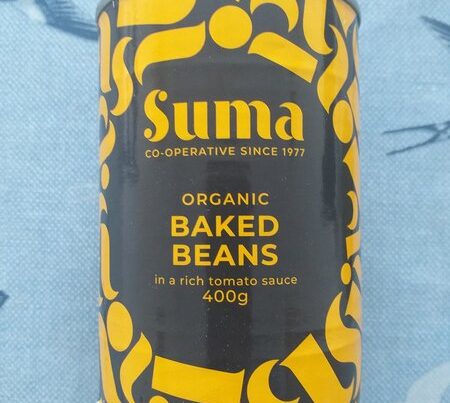 Suma
CO-OPERATIVE SINCE 1977
ORGANIC
BAKED
BEANS
in a rich tomato sauce
400g